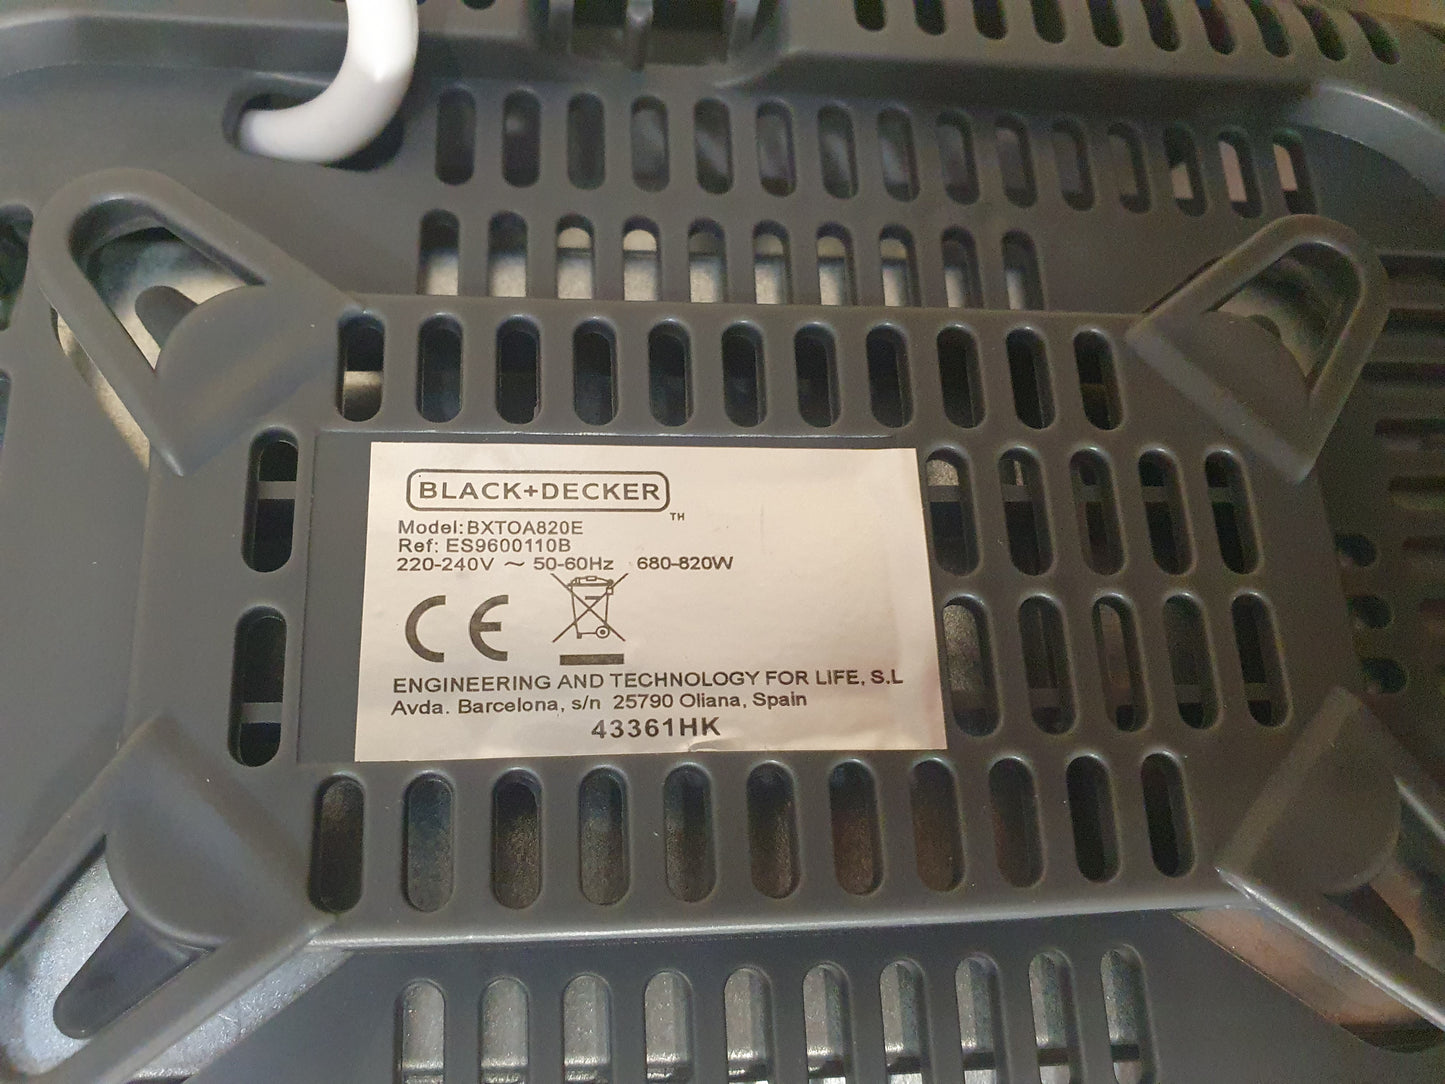 BLACK+DECKER
TM
Model:BXTOA820E
Ref: ES9600110B
220-240V ~ 50-60Hz 680-820W
CE
ENGINEERING AND TECHNOLOGY FOR LIFE, S.L
Avda. Barcelona, s/n 25790 Oliana, Spain
43361HK